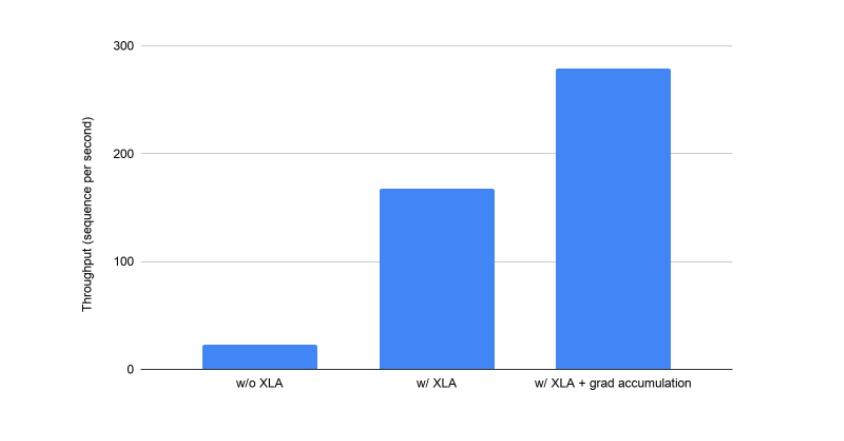 300
200
100
0
Throughput (sequence per second)
w/o XLA
w/ XLA
w/ XLA + grad accumulation